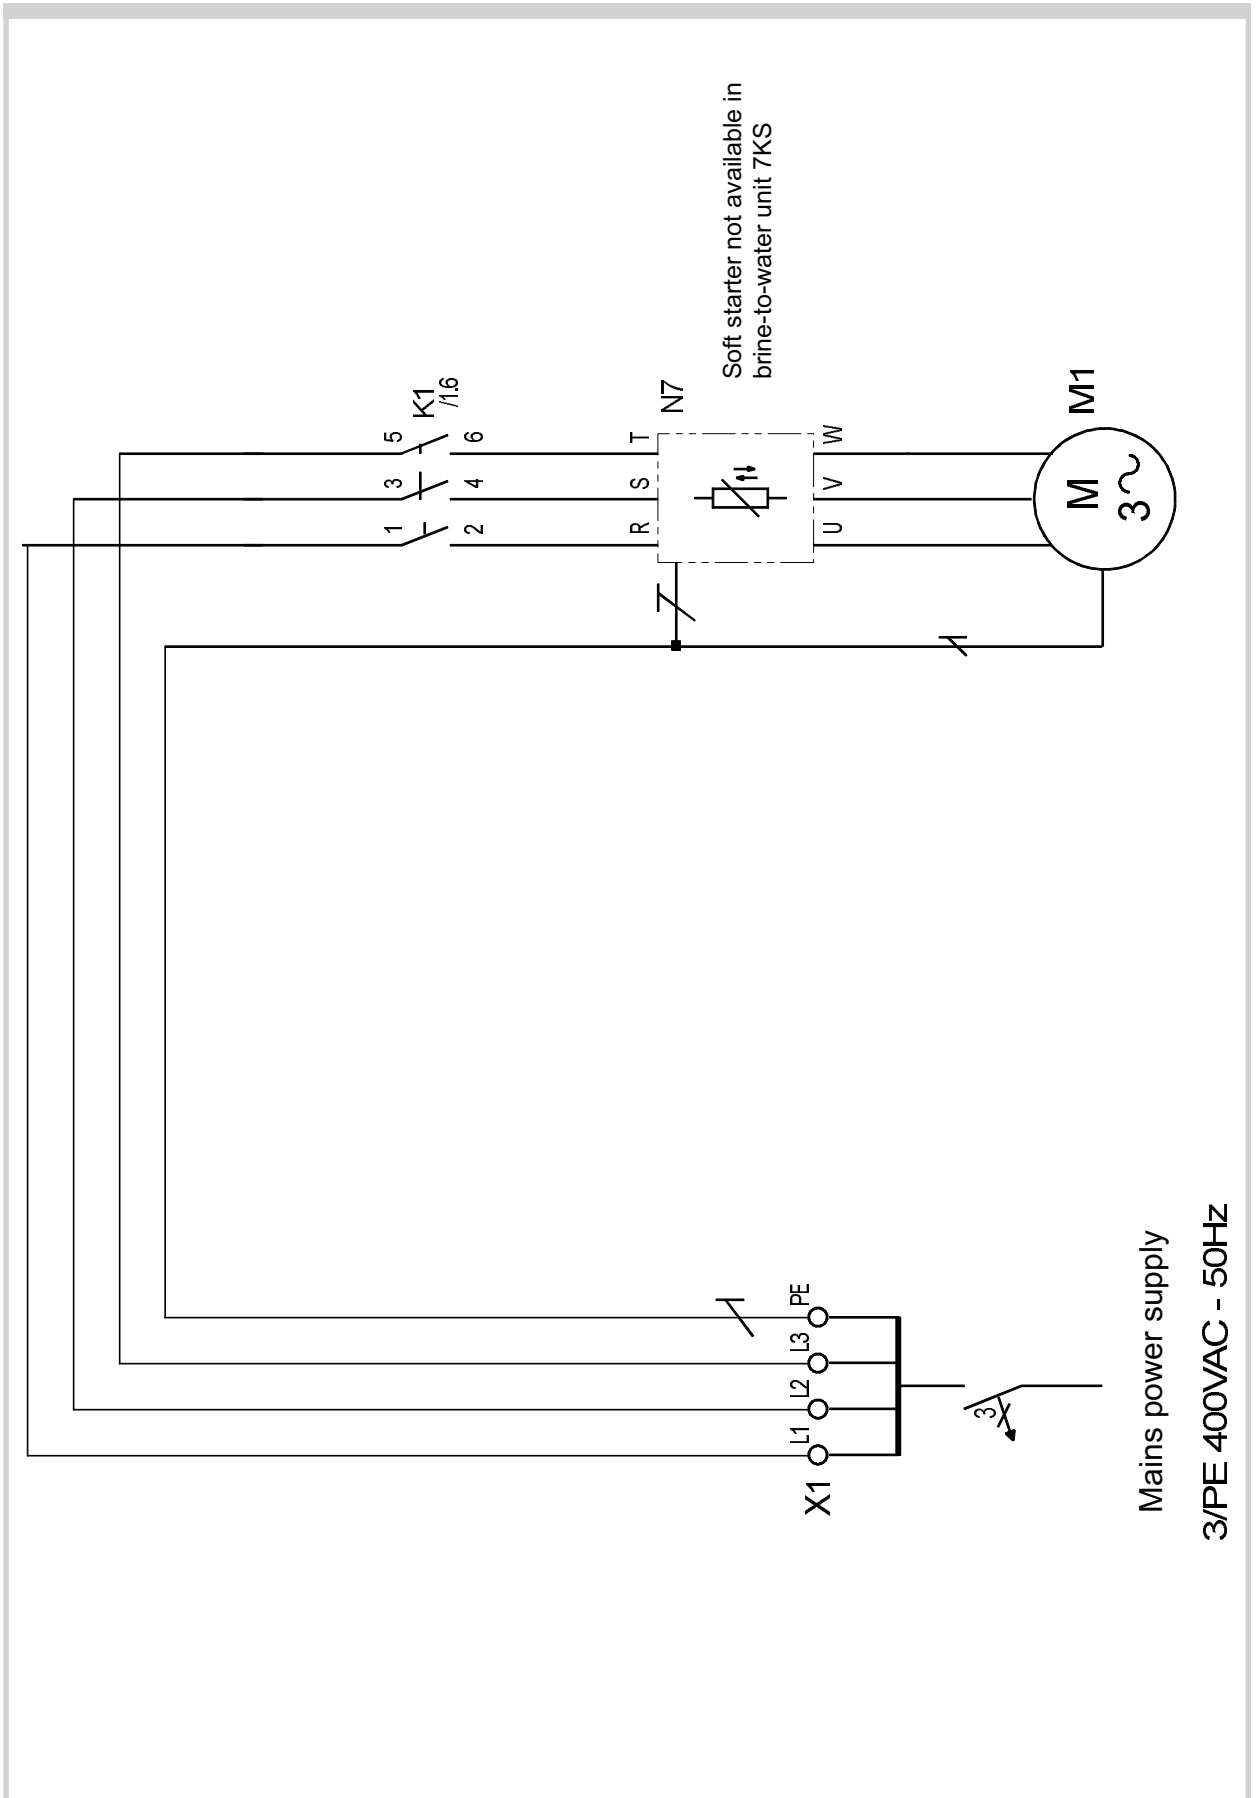 5
3
1
K1
/1.6
6
4
2
T
S
R
N7
Soft starter not available in
brine-to-water unit 7KS
W
V
U
M1
M
3~
PE
L3
L2
L1
X1
3
Mains power supply
3/PE 400VAC - 50Hz